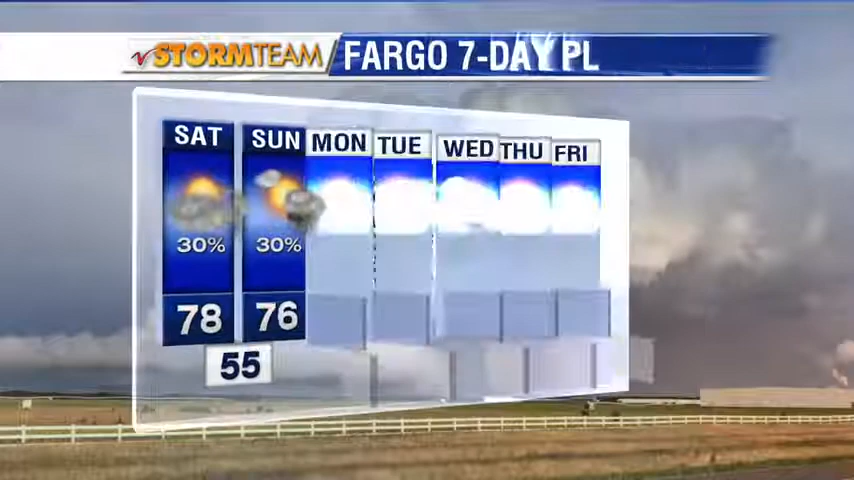 STORMTEAM
FARGO 7-DAY PL
SAT SUN MON TUE WED THU FRI
30% 30%
78 76
55